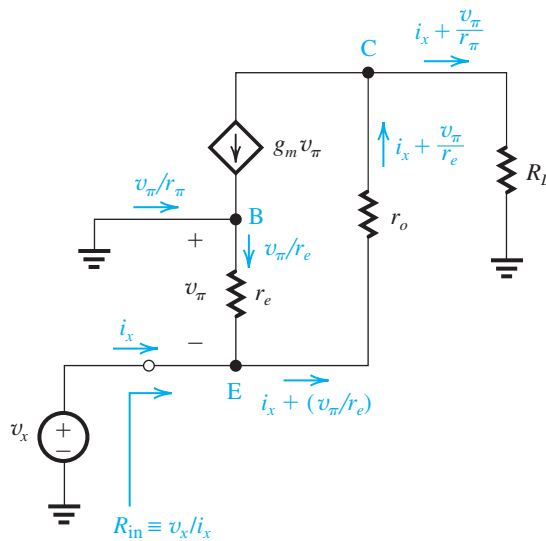 C
i_x + v_π/r_π
g_m v_π
i_x + v_π/r_e
R_L
v_π/r_π
B
r_o
+
v_π/r_e
v_π
r_e
i_x
−
E
i_x + (v_π/r_e)
v_x
+
−
R_in ≡ v_x/i_x